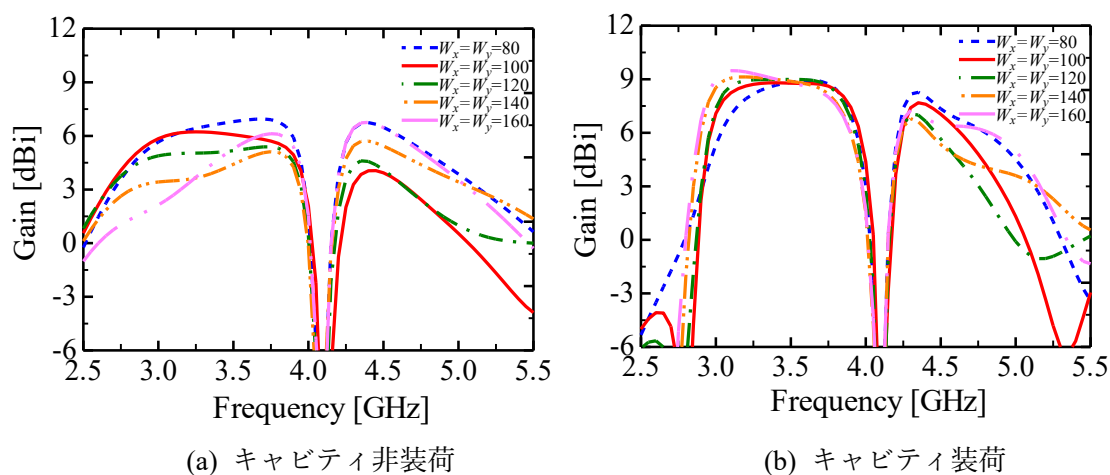 12
9
6
3
0
-3
-6
Gain [dBi]
2.5 3.0 3.5 4.0 4.5 5.0 5.5
Frequency [GHz]
Wx=Wy=80
Wx=Wy=100
Wx=Wy=120
Wx=Wy=140
Wx=Wy=160
(a) キャビティ非装荷
12
9
6
3
0
-3
-6
Gain [dBi]
2.5 3.0 3.5 4.0 4.5 5.0 5.5
Frequency [GHz]
Wx=Wy=80
Wx=Wy=100
Wx=Wy=120
Wx=Wy=140
Wx=Wy=160
(b) キャビティ装荷